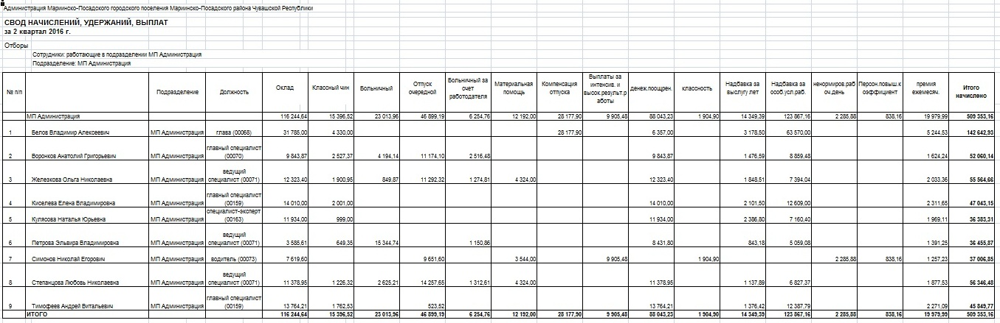 Администрация Мариинско-Посадского городского поселения Мариинско-Посадского района Чувашской Республики
СВОД НАЧИСЛЕНИЙ, УДЕРЖАНИЙ, ВЫПЛАТ
за 2 квартал 2016 г.
Отборы
Сотрудники: работающие в подразделении МП Администрация
Подразделение: МП Администрация
№ п/п Подразделение Должность Оклад Классный чин Больничный Отпуск очередной Больничный за счет работодателя Материальная помощь Компенсация отпуска Выплаты за интенсив. и высок.результ.работы денеж.поощрен. классность Надбавка за выслугу лет Надбавка за особ.усл.раб. ненормиров.рабоч.день Персон.повыш.коэффициент премия ежемесяч. Итого начислено
МП Администрация 116 244,64 15 396,52 23 013,96 46 899,19 6 254,76 12 192,00 28 177,90 9 905,48 88 043,23 1 904,90 14 349,39 123 867,16 2 285,88 838,16 19 979,99 509 353,16
1 Белов Владимир Алексеевич МП Администрация глава (00068) 31 785,00 4 330,00 28 177,90 6 357,00 3 178,50 63 570,00 5 244,53 142 642,93
2 Воронков Анатолий Григорьевич МП Администрация главный специалист (00070) 9 843,87 2 527,37 4 194,14 11 174,10 2 516,48 9 843,87 1 476,59 8 859,48 1 624,24 52 060,14
3 Железкова Ольга Николаевна МП Администрация ведущий специалист (00071) 12 323,40 1 900,95 849,87 11 292,32 1 274,81 4 324,00 12 323,40 1 848,51 7 394,04 2 033,36 55 564,66
4 Киселева Елена Владимировна МП Администрация главный специалист (00159) 14 010,00 2 001,00 14 010,00 2 101,50 12 609,00 2 311,65 47 043,15
5 Кулясова Наталья Юрьевна МП Администрация специалист-эксперт (00163) 11 934,00 999,00 11 934,00 2 386,80 7 160,40 1 969,11 36 383,31
6 Петрова Эльвира Владимировна МП Администрация ведущий специалист (00071) 3 585,61 649,35 15 344,74 1 150,86 8 431,80 843,18 5 059,08 1 391,25 36 455,87
7 Симонов Николай Егорович МП Администрация водитель (00073) 7 619,60 9 651,60 3 544,00 9 905,48 1 904,90 2 285,88 838,16 1 257,23 37 006,85
8 Степанцова Любовь Николаевна МП Администрация ведущий специалист (00071) 11 378,95 1 226,32 2 625,21 14 257,65 1 312,61 4 324,00 11 378,95 1 137,89 6 827,37 1 877,53 56 346,48
9 Тимофеев Андрей Витальевич МП Администрация главный специалист (00159) 13 764,21 1 762,53 523,52 13 764,21 1 376,42 12 387,79 2 271,09 45 849,77
ИТОГО 116 244,64 15 396,52 23 013,96 46 899,19 6 254,76 12 192,00 28 177,90 9 905,48 88 043,23 1 904,90 14 349,39 123 867,16 2 285,88 838,16 19 979,99 509 353,16